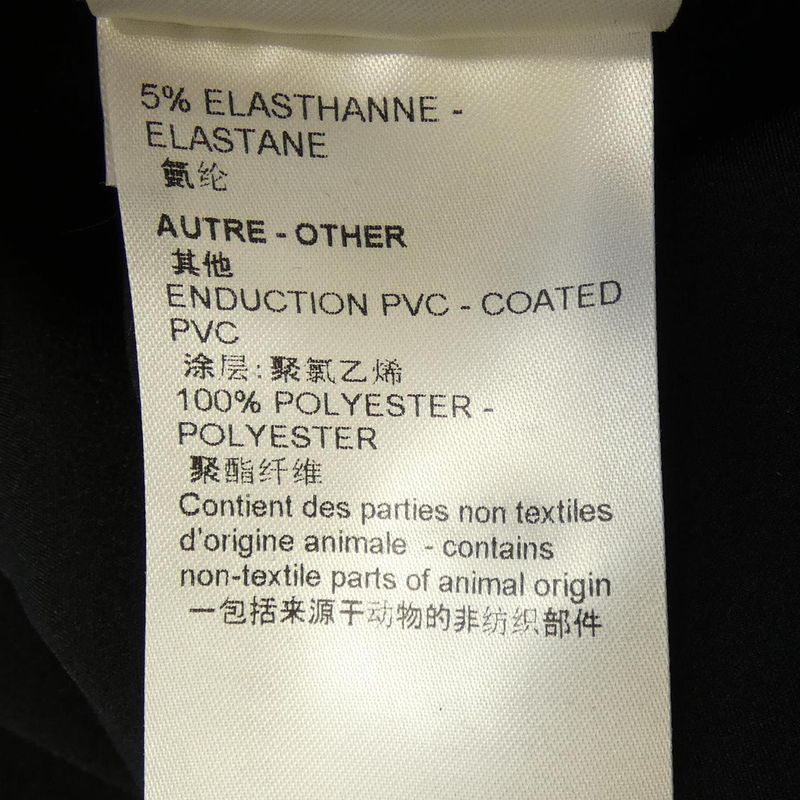 5% ELASTHANNE -
ELASTANE
氨纶
AUTRE - OTHER
其他
ENDUCTION PVC - COATED
PVC
涂层:聚氯乙烯
100% POLYESTER -
POLYESTER
聚酯纤维
Contient des parties non textiles
d'origine animale - contains
non-textile parts of animal origin
一包括来源于动物的非纺织部件